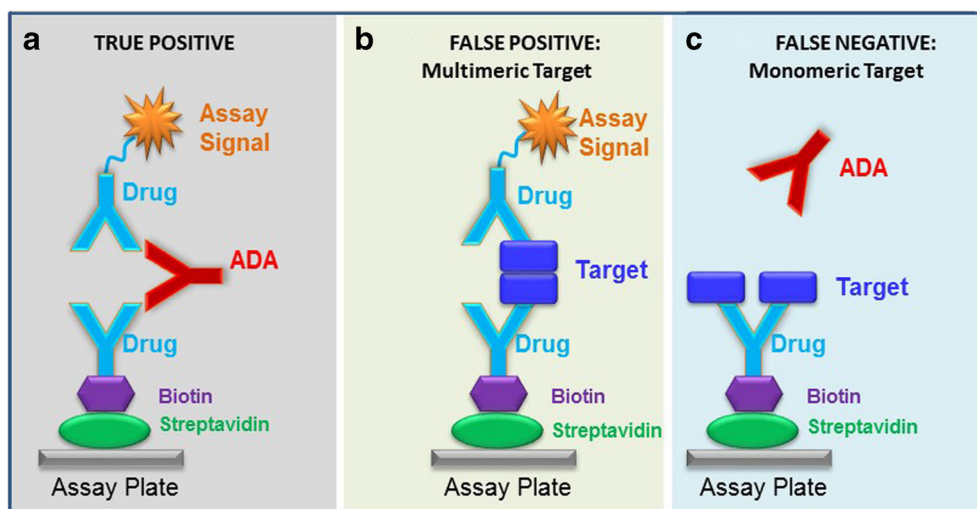 a
TRUE POSITIVE
Assay
Signal
Drug
ADA
Drug
Biotin
Streptavidin
Assay Plate
b
FALSE POSITIVE:
Multimeric Target
Assay
Signal
Drug
Target
Drug
Biotin
Streptavidin
Assay Plate
c
FALSE NEGATIVE:
Monomeric Target
ADA
Target
Drug
Biotin
Streptavidin
Assay Plate